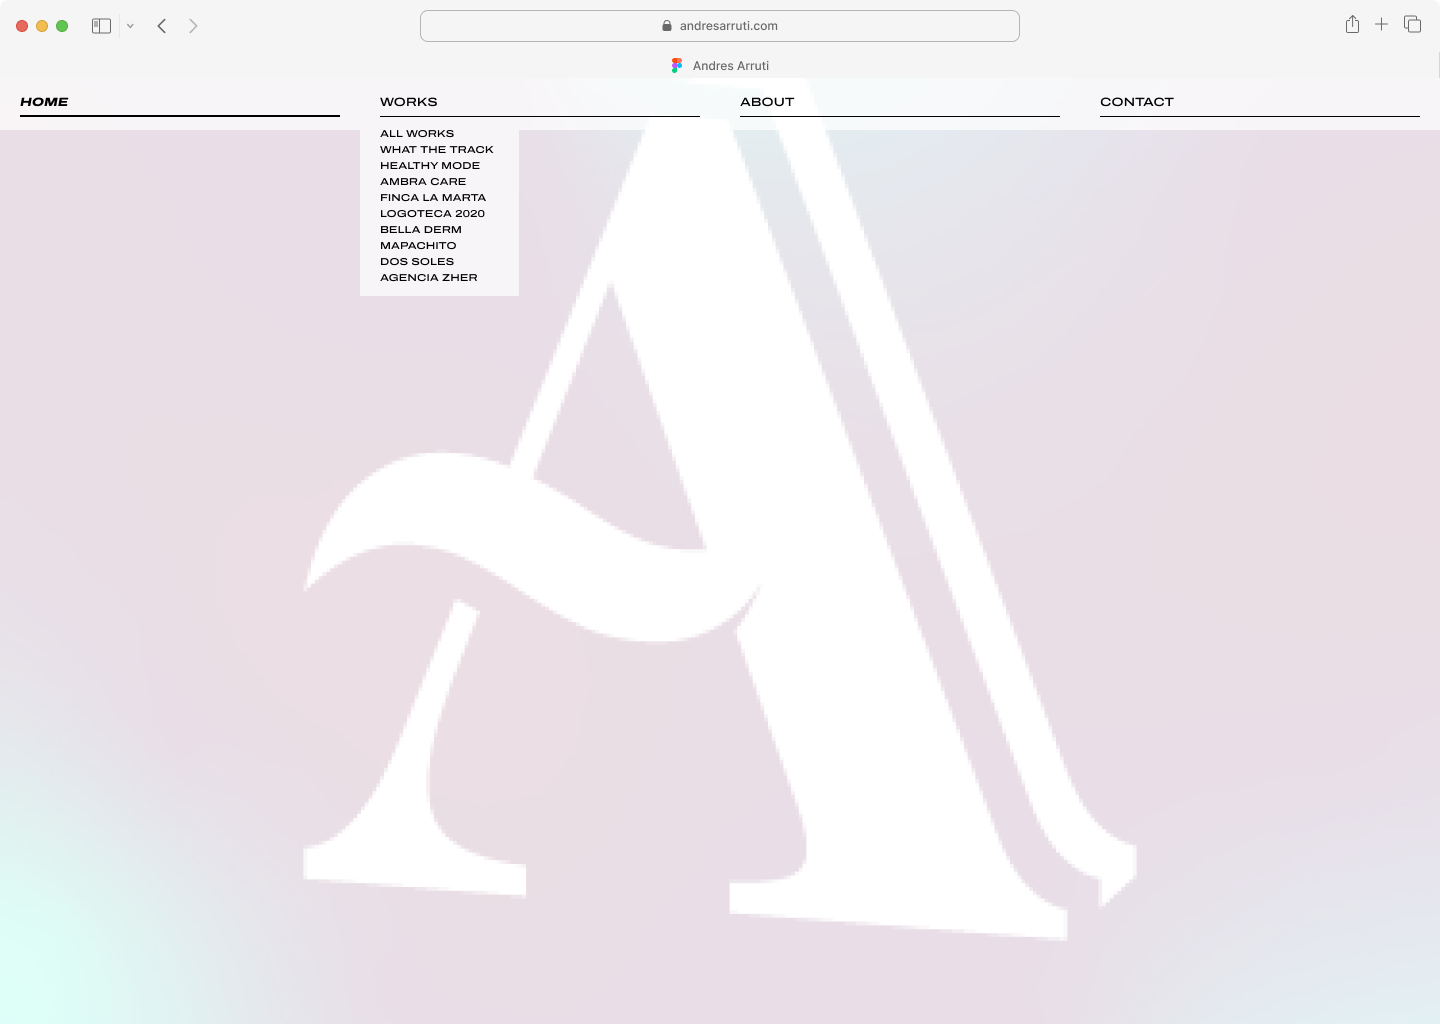 andresarruti.com
Andres Arruti
HOME
WORKS
ABOUT
CONTACT
ALL WORKS
WHAT THE TRACK
HEALTHY MODE
AMBRA CARE
FINCA LA MARTA
LOGOTECA 2020
BELLA DERM
MAPACHITO
DOS SOLES
AGENCIA ZHER
A